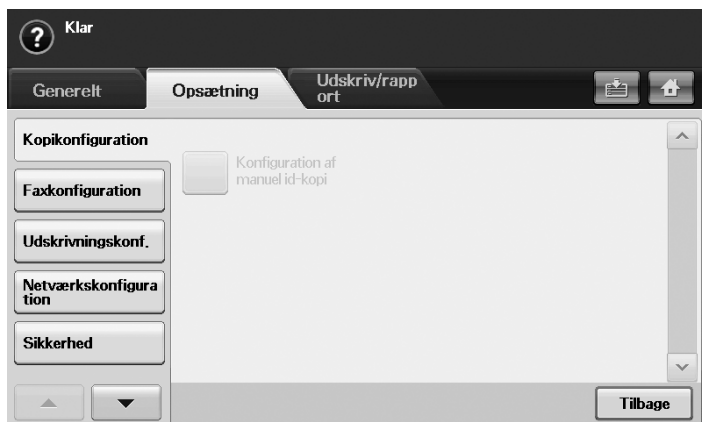 Klar
Generelt
Opsætning
Udskriv/rapp
ort
Kopikonfiguration
Konfiguration af
manuel id-kopi
Faxkonfiguration
Udskrivningskonf.
Netværkskonfigura
tion
Sikkerhed
Tilbage